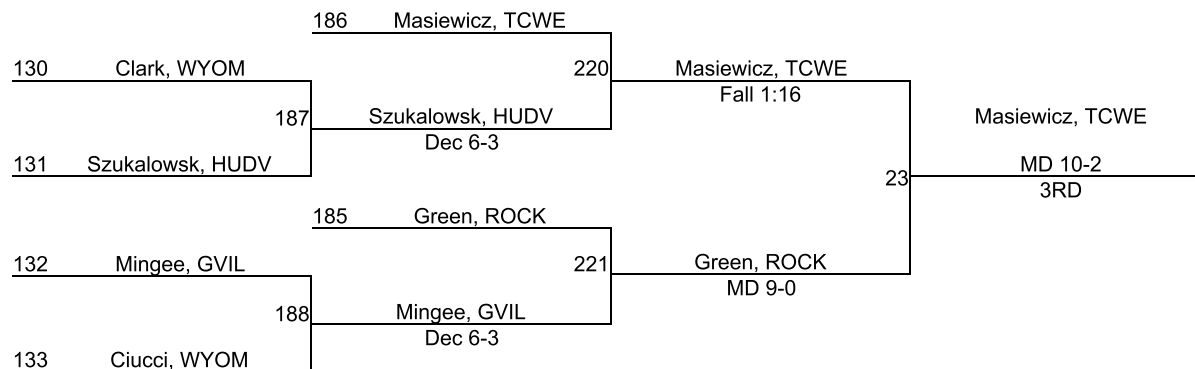 186 Masiewicz, TCWE
130 Clark, WYOM
220 Masiewicz, TCWE
Fall 1:16
187 Szukalowsk, HUDV
Dec 6-3
Masiewicz, TCWE
131 Szukalowsk, HUDV
23 MD 10-2
3RD
185 Green, ROCK
132 Mingee, GVIL
221 Green, ROCK
MD 9-0
188 Mingee, GVIL
Dec 6-3
133 Ciucci, WYOM